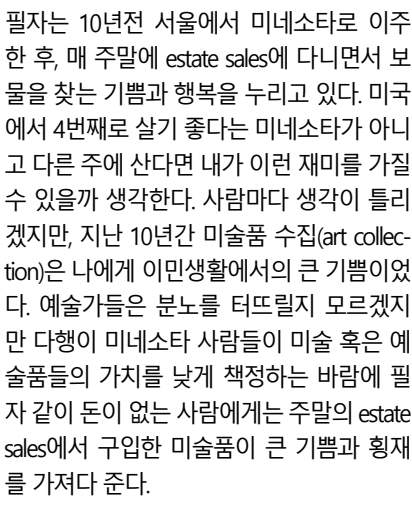 필자는 10년전 서울에서 미네소타로 이주
한 후, 매 주말에 estate sales에 다니면서 보
물을 찾는 기쁨과 행복을 누리고 있다. 미국
에서 4번째로 살기 좋다는 미네소타가 아니
고 다른 주에 산다면 내가 이런 재미를 가질
수 있을까 생각한다. 사람마다 생각이 틀리
겠지만, 지난 10년간 미술품 수집(art collec-
tion)은 나에게 이민생활에서의 큰 기쁨이었
다. 예술가들은 분노를 터뜨릴지 모르겠지
만 다행이 미네소타 사람들이 미술 혹은 예
술품들의 가치를 낮게 책정하는 바람에 필
자 같이 돈이 없는 사람에게는 주말의 estate
sales에서 구입한 미술품이 큰 기쁨과 횡재
를 가져다 준다.